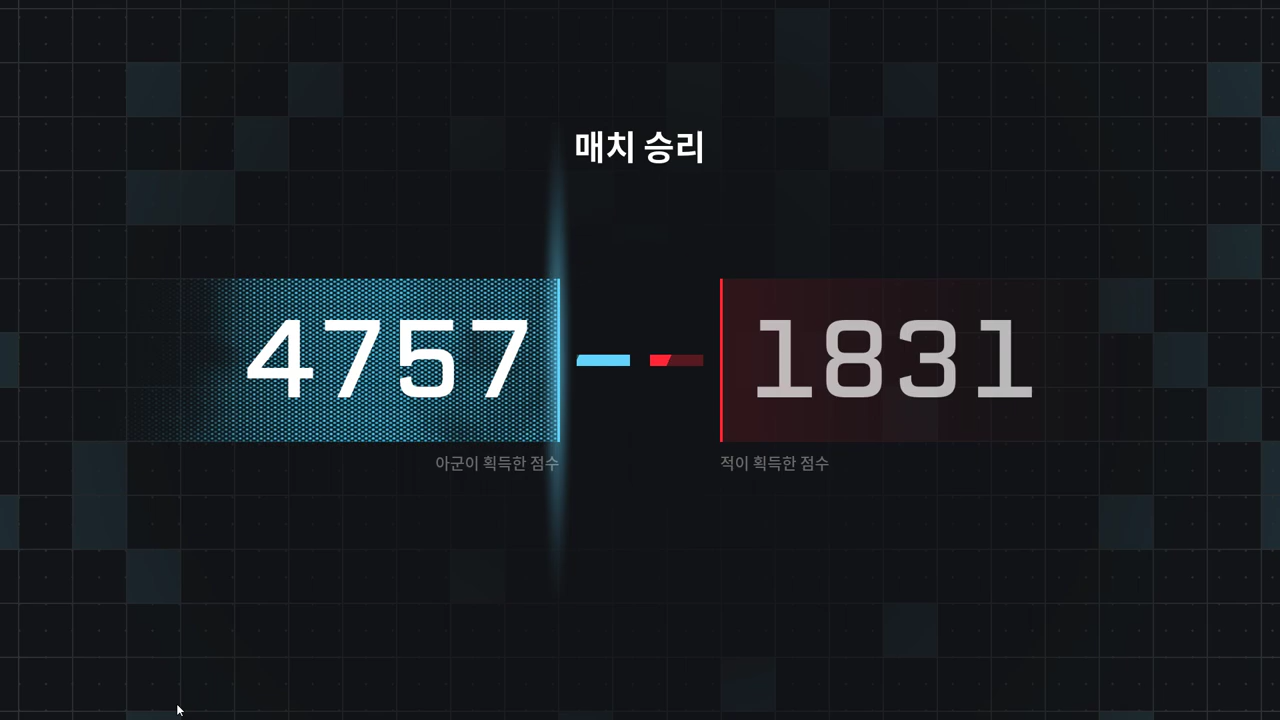 매치 승리
4757
1831
아군이 획득한 점수
적이 획득한 점수